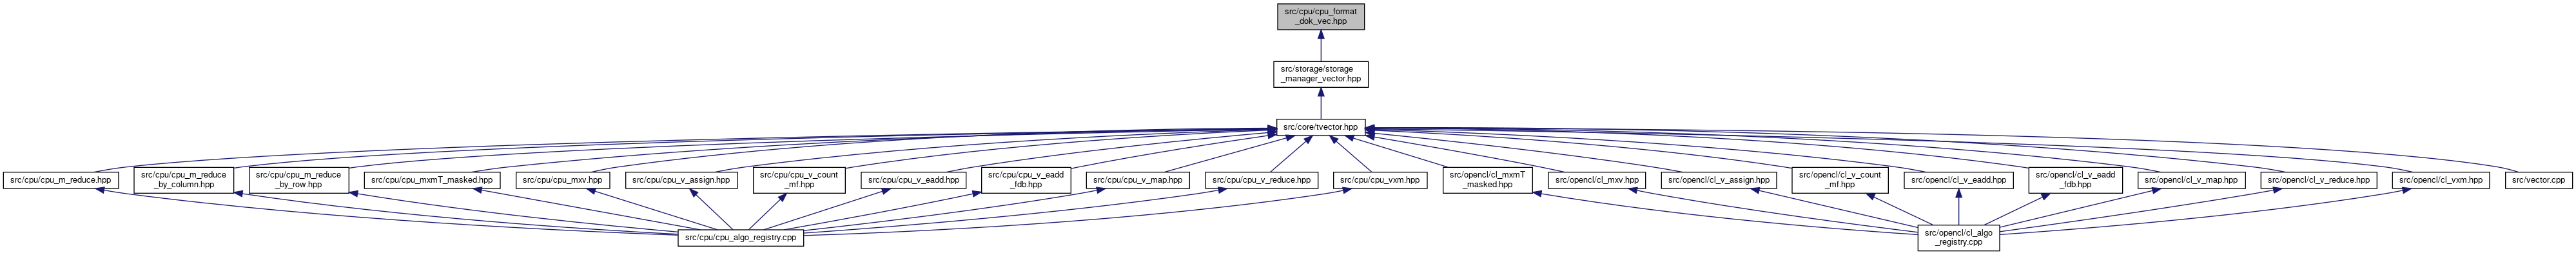 src/cpu/cpu_format
_dok_vec.hpp
src/storage/storage
_manager_vector.hpp
src/core/tvector.hpp
src/cpu/cpu_m_reduce.hpp
src/cpu/cpu_m_reduce
_by_column.hpp
src/cpu/cpu_m_reduce
_by_row.hpp
src/cpu/cpu_mxmT_masked.hpp
src/cpu/cpu_mxv.hpp
src/cpu/cpu_v_assign.hpp
src/cpu/cpu_v_count
_mf.hpp
src/cpu/cpu_v_eadd.hpp
src/cpu/cpu_v_eadd
_fdb.hpp
src/cpu/cpu_v_map.hpp
src/cpu/cpu_v_reduce.hpp
src/cpu/cpu_vxm.hpp
src/opencl/cl_mxmT
_masked.hpp
src/opencl/cl_mxv.hpp
src/opencl/cl_v_assign.hpp
src/opencl/cl_v_count
_mf.hpp
src/opencl/cl_v_eadd.hpp
src/opencl/cl_v_eadd
_fdb.hpp
src/opencl/cl_v_map.hpp
src/opencl/cl_v_reduce.hpp
src/opencl/cl_vxm.hpp
src/vector.cpp
src/cpu/cpu_algo_registry.cpp
src/opencl/cl_algo
_registry.cpp